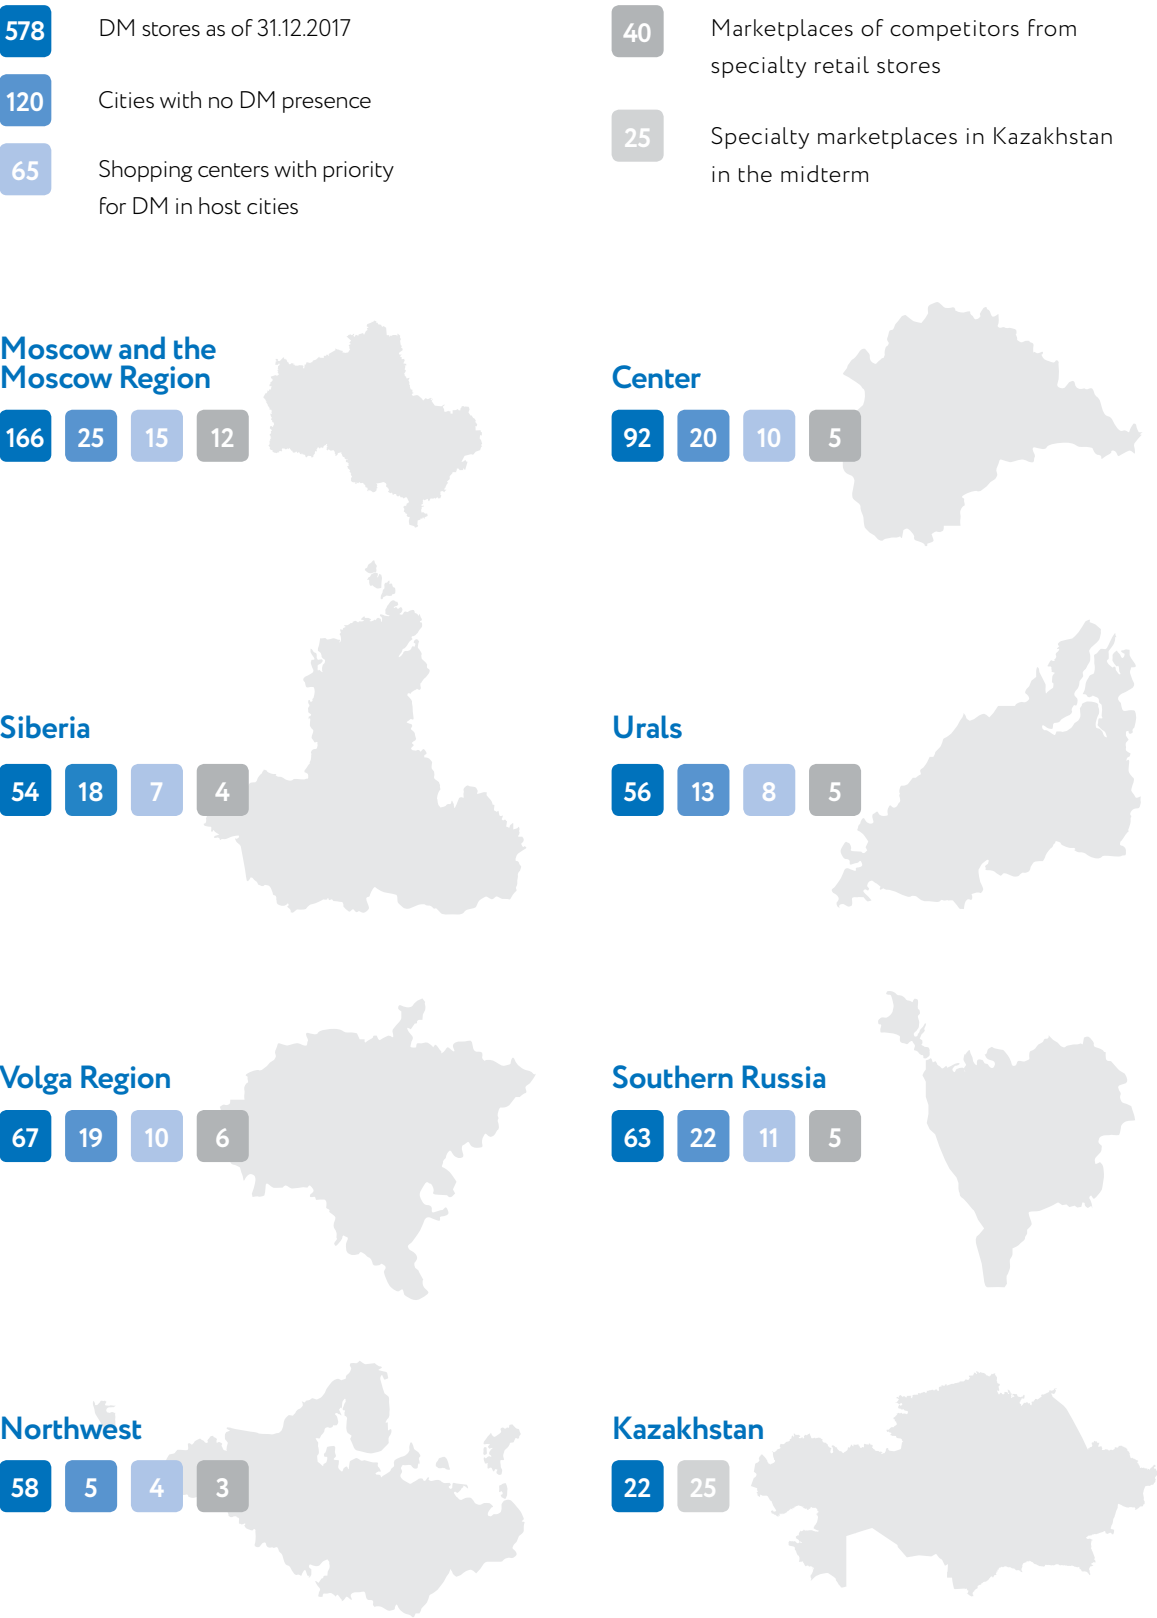 578
DM stores as of 31.12.2017
120
Cities with no DM presence
65
Shopping centers with priority
for DM in host cities
40
Marketplaces of competitors from
specialty retail stores
25
Specialty marketplaces in Kazakhstan
in the midterm
Moscow and the
Moscow Region
166 25 15 12
Center
92 20 10 5
Siberia
54 18 7 4
Urals
56 13 8 5
Volga Region
67 19 10 6
Southern Russia
63 22 11 5
Northwest
58 5 4 3
Kazakhstan
22 25